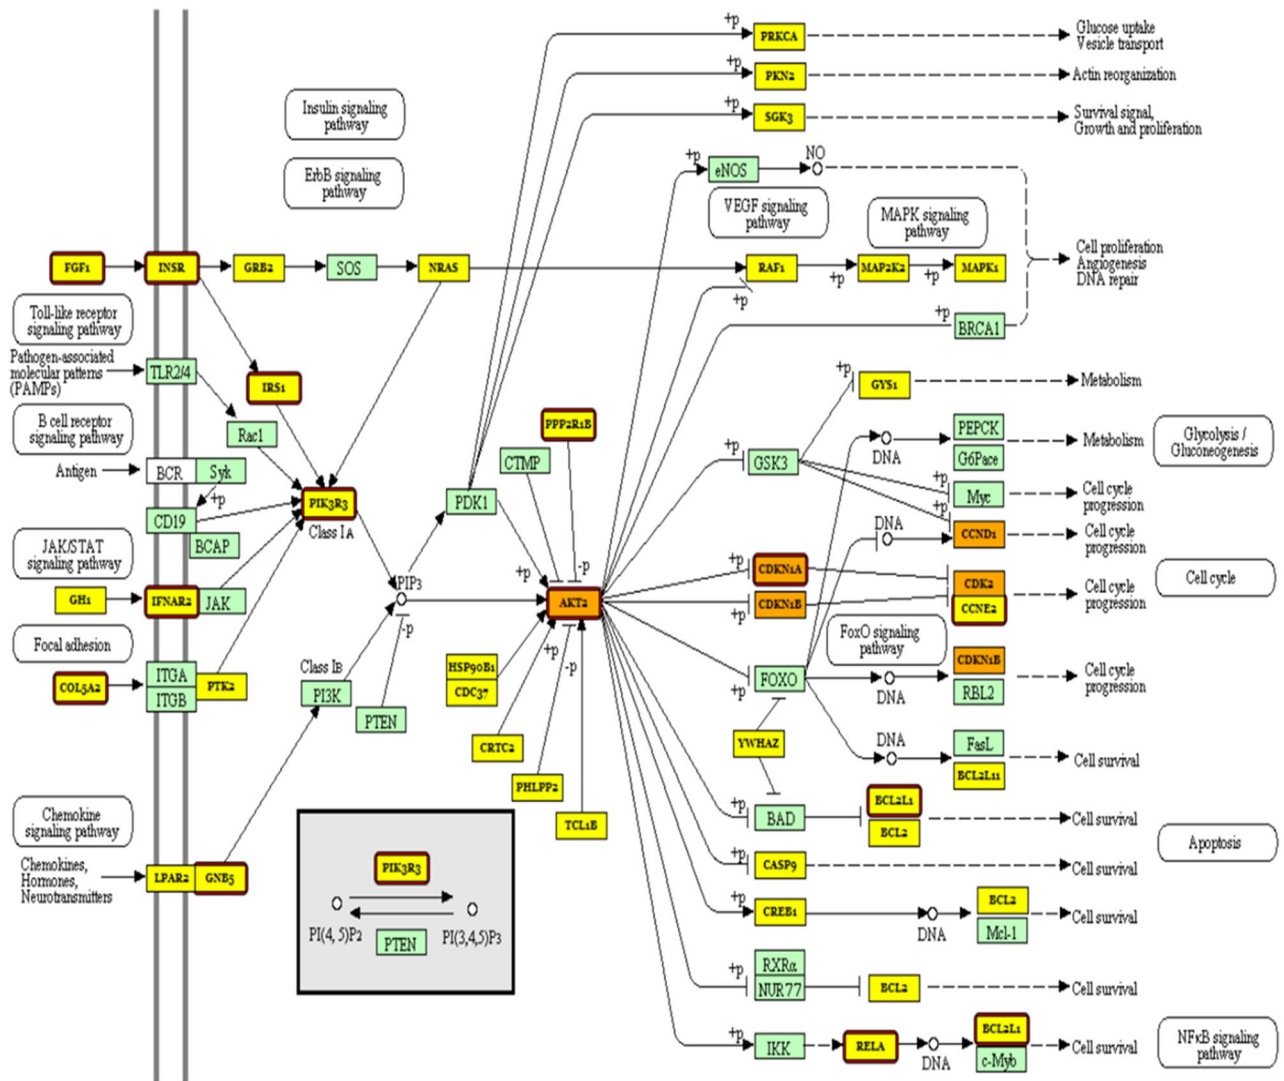 PRKCA
Glucose uptake
Vesicle transport
+p
PKN2
Actin reorganization
+p
SGK3
Survival signal,
Growth and proliferation
+p
Insulin signaling
pathway
ErbB signaling
pathway
+p
eNOS
NO
VEGF signaling
pathway
MAPK signaling
pathway
FGF1
INSR
GRB2
SOS
NRAS
RAF1
MAP2K2
MAPK1
+p
+p
+p
Cell proliferation
Angiogenesis
DNA repair
Toll-like receptor
signaling pathway
+p
BRCA1
Pathogen-associated
molecular patterns
(PAMPs)
TLR2/4
IRS1
+p
GYS1
Metabolism
B cell receptor
signaling pathway
Rac1
PPP2R1B
PEPCK
G6Pace
DNA
Metabolism
Glycolysis /
Gluconeogenesis
Antigen
BCR
Syk
+p
CTMP
+p
GSK3
+p
Myc
Cell cycle
progression
CD19
BCAP
PIK3R3
Class IA
PDK1
DNA
+p
CCND1
Cell cycle
progression
JAK/STAT
signaling pathway
GH1
IFNAR2
JAK
PIP3
+p
-p
AKT2
+p
CDKN1A
+p
CDKN1B
CDK2
CCNE2
Cell cycle
progression
Cell cycle
Focal adhesion
-p
FoxO signaling
pathway
COL5A2
ITGA
ITGB
PTK2
Class IB
PI3K
PTEN
HSP90B1
CDC37
+p
-p
+p
FOXO
DNA
CDKN1B
RBL2
Cell cycle
progression
CRTC2
YWHAZ
DNA
FasL
BCL2L11
Cell survival
PHLPP2
TCL1B
+p
BAD
BCL2L1
BCL2
Cell survival
Apoptosis
Chemokine
signaling pathway
Chemokines,
Hormones,
Neurotransmitters
LPAR2
GNB5
PIK3R3
PI(4, 5)P2
PTEN
PI(3,4,5)P3
+p
CASP9
Cell survival
+p
CREB1
DNA
BCL2
Mcl-1
Cell survival
+p
RXRα
NUR77
BCL2
Cell survival
+p
IKK
RELA
DNA
BCL2L1
c-Myb
Cell survival
NFκB signaling
pathway